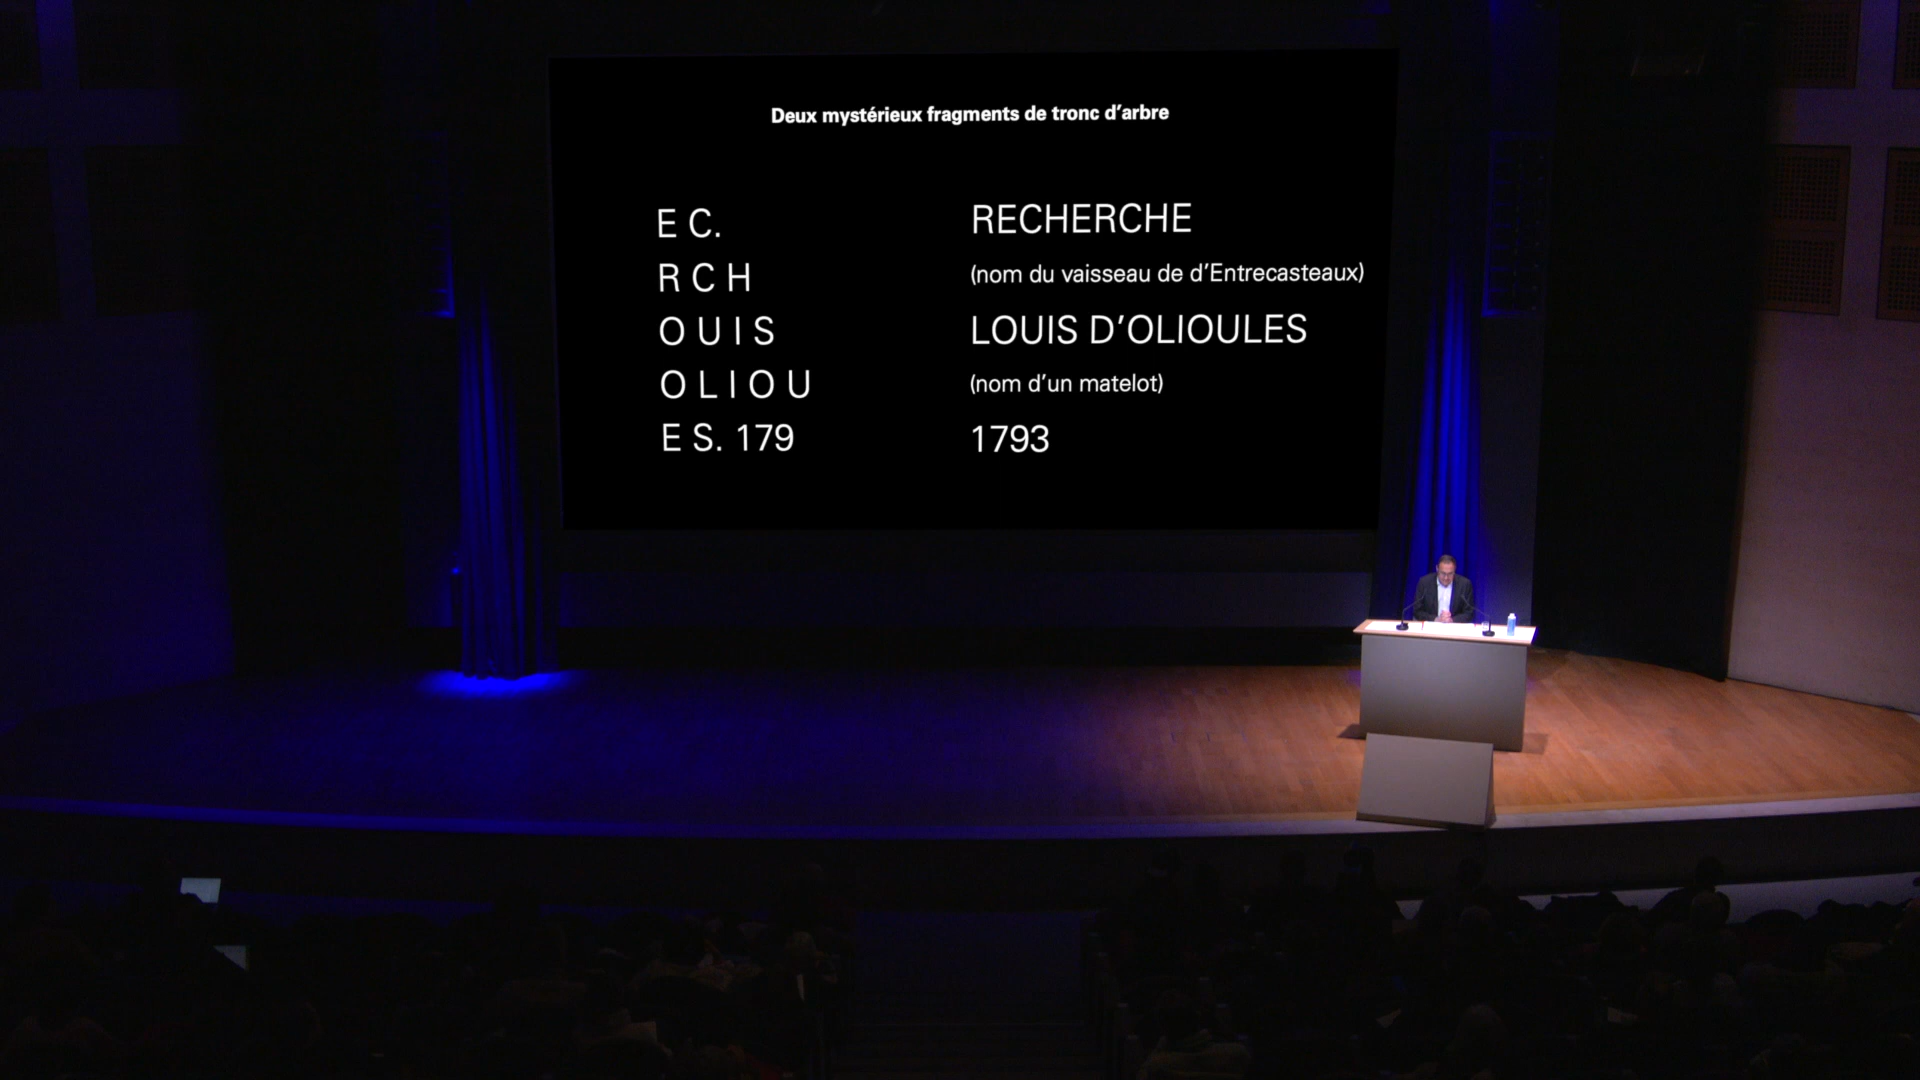 Deux mystérieux fragments de tronc d'arbre
E C.
R C H
O U I S
O L I O U
E S. 179
RECHERCHE
(nom du vaisseau de d'Entrecasteaux)
LOUIS D'OLIOULES
(nom d'un matelot)
1793